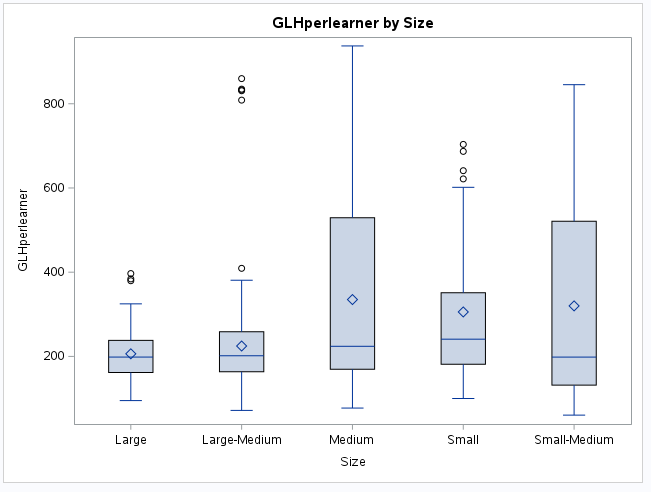 GLHperlearner by Size
GLHperlearner
800
600
400
200
Large
Large-Medium
Medium
Small
Small-Medium
Size